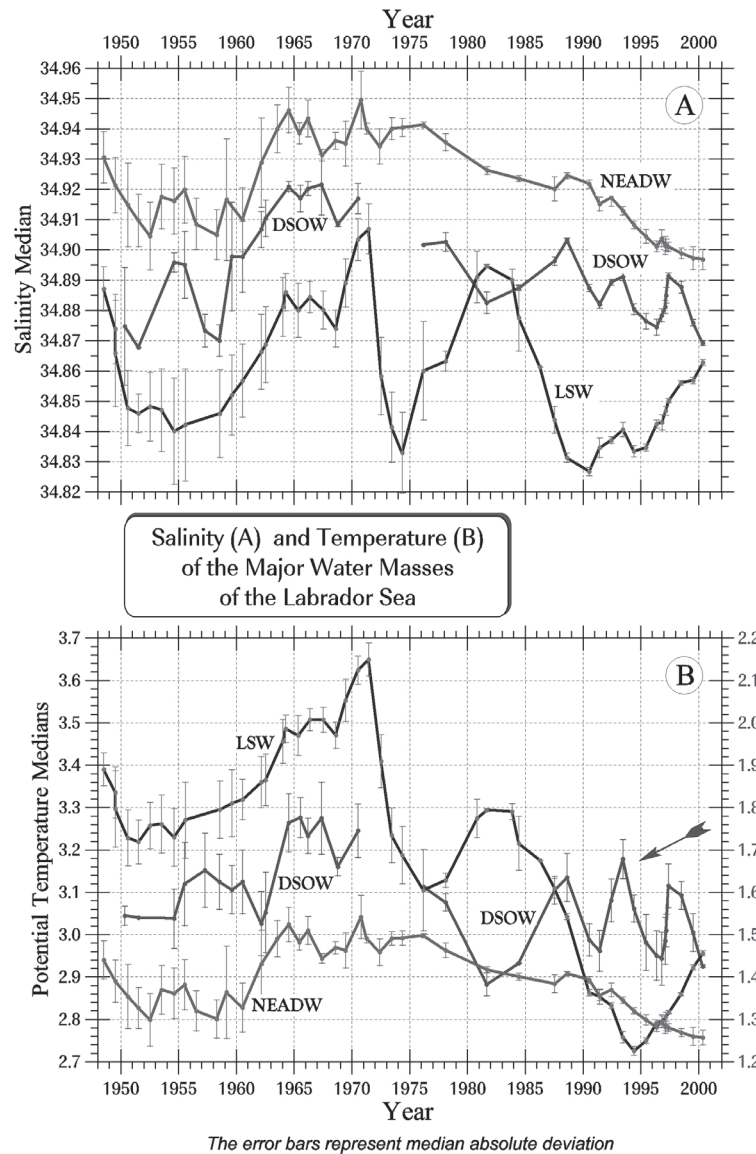 Year
1950 1955 1960 1965 1970 1975 1980 1985 1990 1995 2000
34.96
34.95
34.94
34.93
34.92
34.91
34.90
34.89
34.88
34.87
34.86
34.85
34.84
34.83
34.82
Salinity Median
A
NEADW
DSOW
DSOW
LSW
Salinity (A) and Temperature (B)
of the Major Water Masses
of the Labrador Sea
3.7
3.6
3.5
3.4
3.3
3.2
3.1
3.0
2.9
2.8
2.7
Potential Temperature Medians
2.2
2.1
2.0
1.9
1.8
1.7
1.6
1.5
1.4
1.3
1.2
B
LSW
DSOW
DSOW
NEADW
1950 1955 1960 1965 1970 1975 1980 1985 1990 1995 2000
Year
The error bars represent median absolute deviation